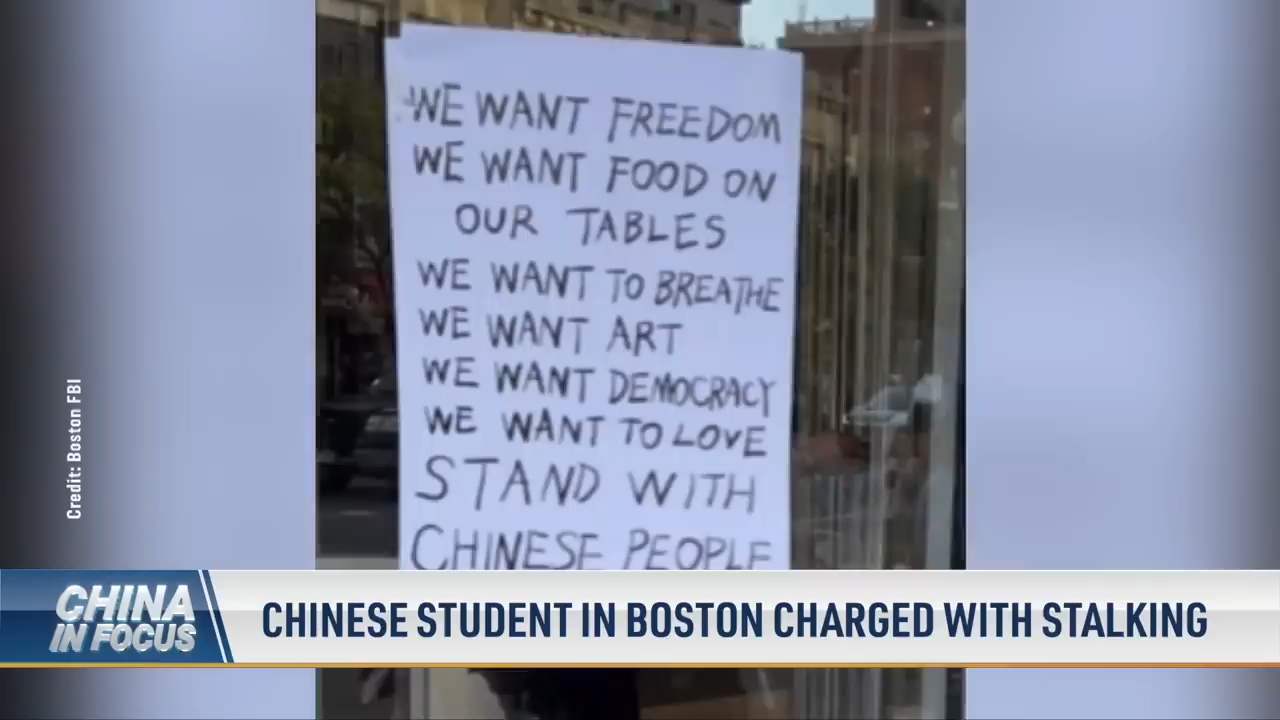 WE WANT FREEDOM
WE WANT FOOD ON
OUR TABLES
WE WANT TO BREATHE
WE WANT ART
WE WANT DEMOCRACY
WE WANT TO LOVE
STAND WITH
CHINESE PEOPLE
Credit: Boston FBI
CHINA
IN FOCUS
CHINESE STUDENT IN BOSTON CHARGED WITH STALKING